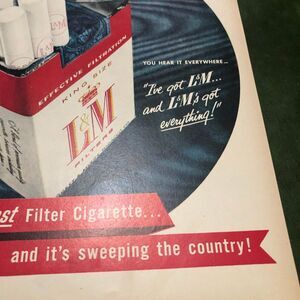 EFFECTIVE FILTRATION
KING SIZE
L&M
FILTERS
YOU HEAR IT EVERYWHERE...
"I've got L&M...
and L&M's got
everything!"
Filter Cigarette...
and it's sweeping the country!